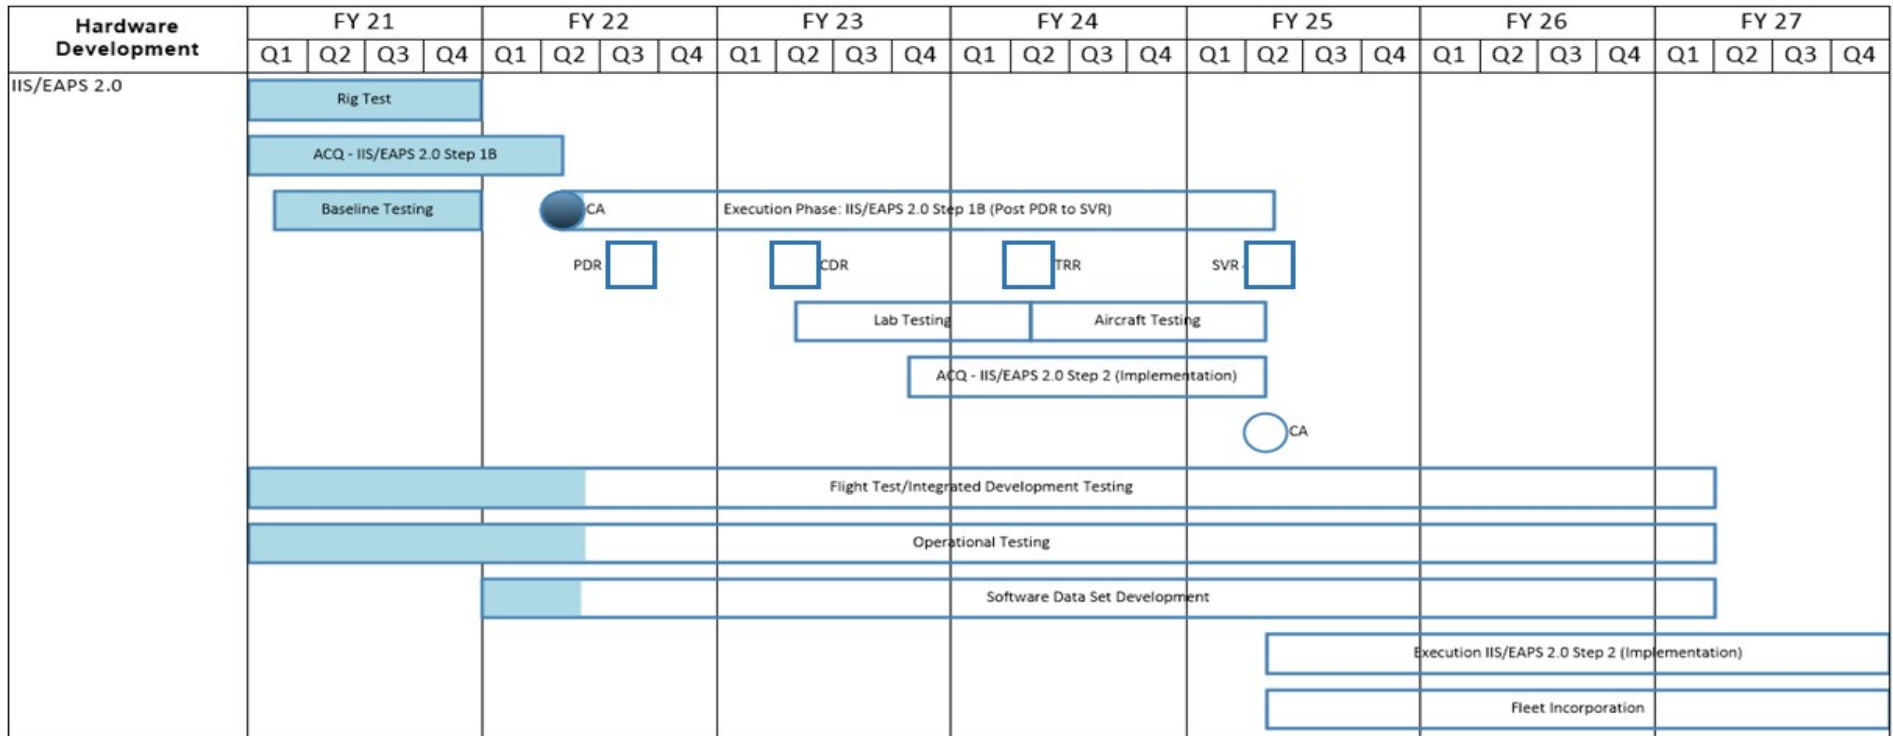 Hardware Development
FY 21 FY 22 FY 23 FY 24 FY 25 FY 26 FY 27
Q1 Q2 Q3 Q4 Q1 Q2 Q3 Q4 Q1 Q2 Q3 Q4 Q1 Q2 Q3 Q4 Q1 Q2 Q3 Q4 Q1 Q2 Q3 Q4 Q1 Q2 Q3 Q4
IIS/EAPS 2.0
Rig Test
ACQ - IIS/EAPS 2.0 Step 1B
Baseline Testing
CA
Execution Phase: IIS/EAPS 2.0 Step 1B (Post PDR to SVR)
PDR
CDR
TRR
SVR -
Lab Testing
Aircraft Testing
ACQ - IIS/EAPS 2.0 Step 2 (Implementation)
CA
Flight Test/Integrated Development Testing
Operational Testing
Software Data Set Development
Execution IIS/EAPS 2.0 Step 2 (Implementation)
Fleet Incorporation